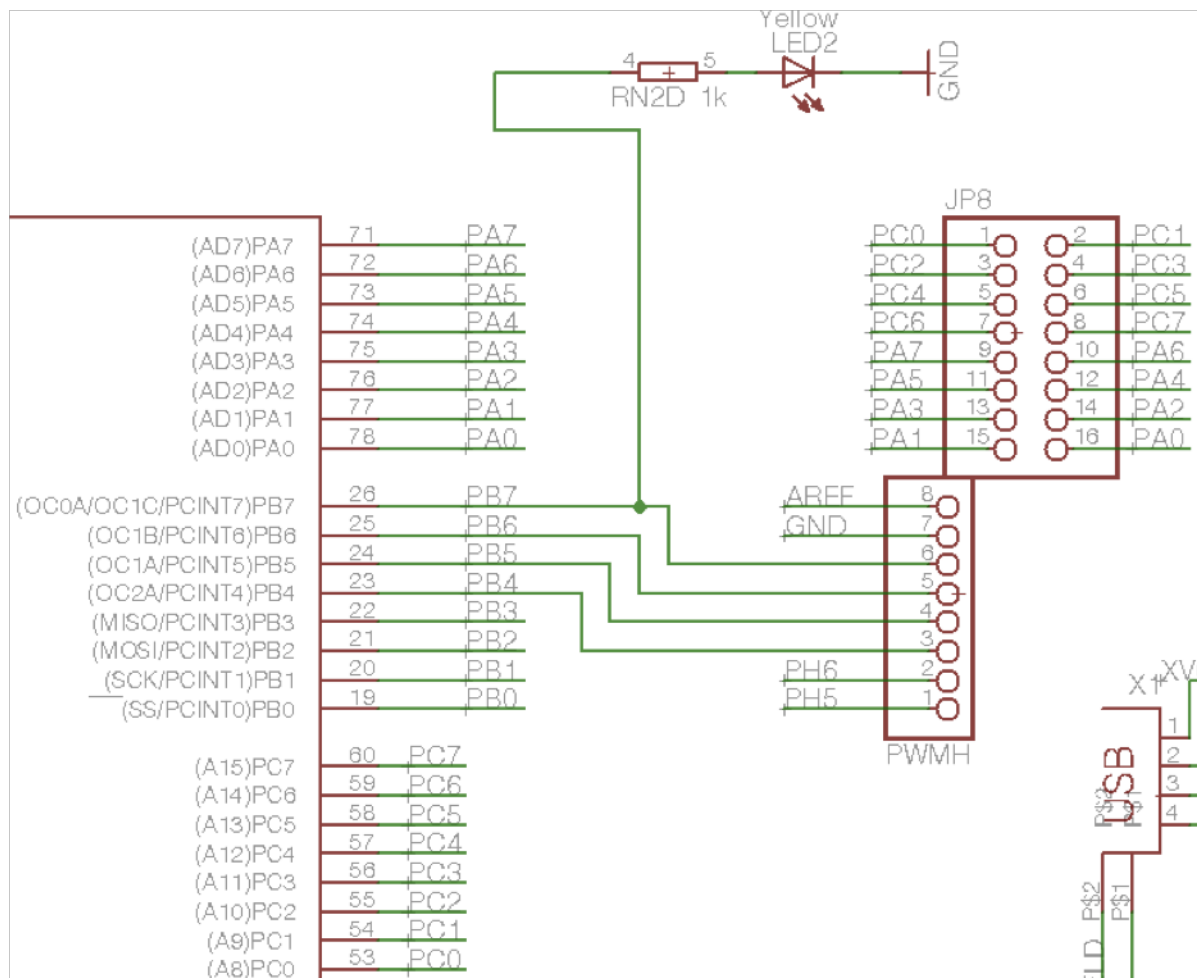 Yellow
LED2
4 5
RN2D 1k
GND
JP8
(AD7)PA7 71 PA7 PC0 1 2 PC1
(AD6)PA6 72 PA6 PC2 3 4 PC3
(AD5)PA5 73 PA5 PC4 5 6 PC5
(AD4)PA4 74 PA4 PC6 7 8 PC7
(AD3)PA3 75 PA3 PA7 9 10 PA6
(AD2)PA2 76 PA2 PA5 11 12 PA4
(AD1)PA1 77 PA1 PA3 13 14 PA2
(AD0)PA0 78 PA0 PA1 15 16 PA0
(OC0A/OC1C/PCINT7)PB7 26 PB7 AREF 8
(OC1B/PCINT6)PB6 25 PB6 GND 7
(OC1A/PCINT5)PB5 24 PB5 6
(OC2A/PCINT4)PB4 23 PB4 5
(MISO/PCINT3)PB3 22 PB3 4
(MOSI/PCINT2)PB2 21 PB2 3
(SCK/PCINT1)PB1 20 PB1 PH6 2
(SS/PCINT0)PB0 19 PB0 PH5 1
PWMH
X1 XV
(A15)PC7 60 PC7
(A14)PC6 59 PC6
(A13)PC5 58 PC5
(A12)PC4 57 PC4
(A11)PC3 56 PC3
(A10)PC2 55 PC2
(A9)PC1 54 PC1
(A8)PC0 53 PC0
USB
1
2
3
4
P$2
P$1